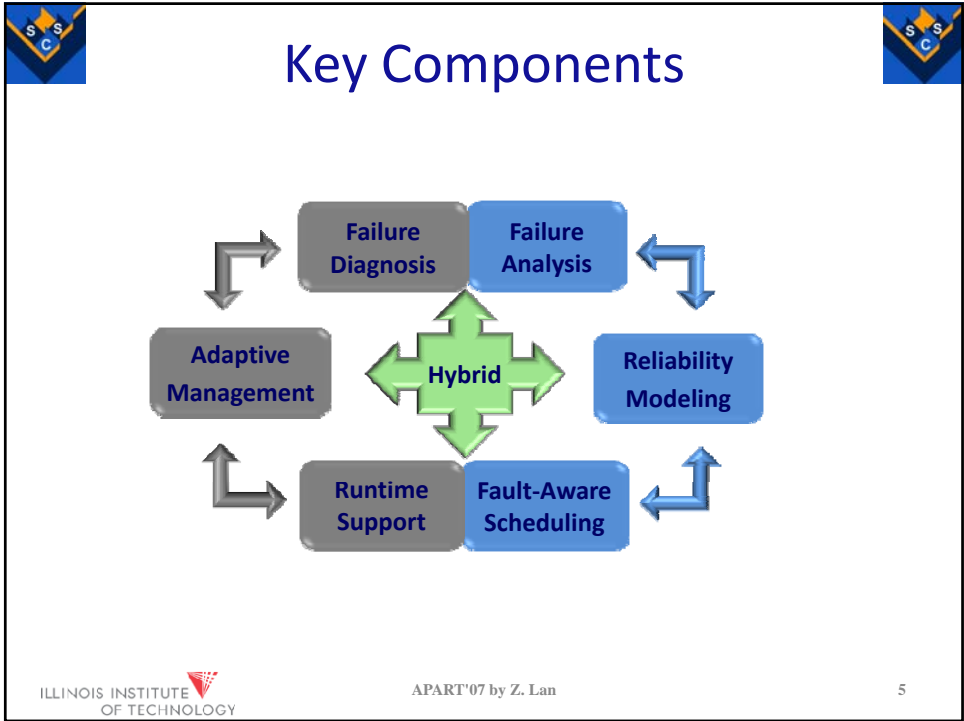 S C S
Key Components
S C S
Failure
Diagnosis
Failure
Analysis
Adaptive
Management
Hybrid
Reliability
Modeling
Runtime
Support
Fault-Aware
Scheduling
ILLINOIS INSTITUTE
OF TECHNOLOGY
APART'07 by Z. Lan
5